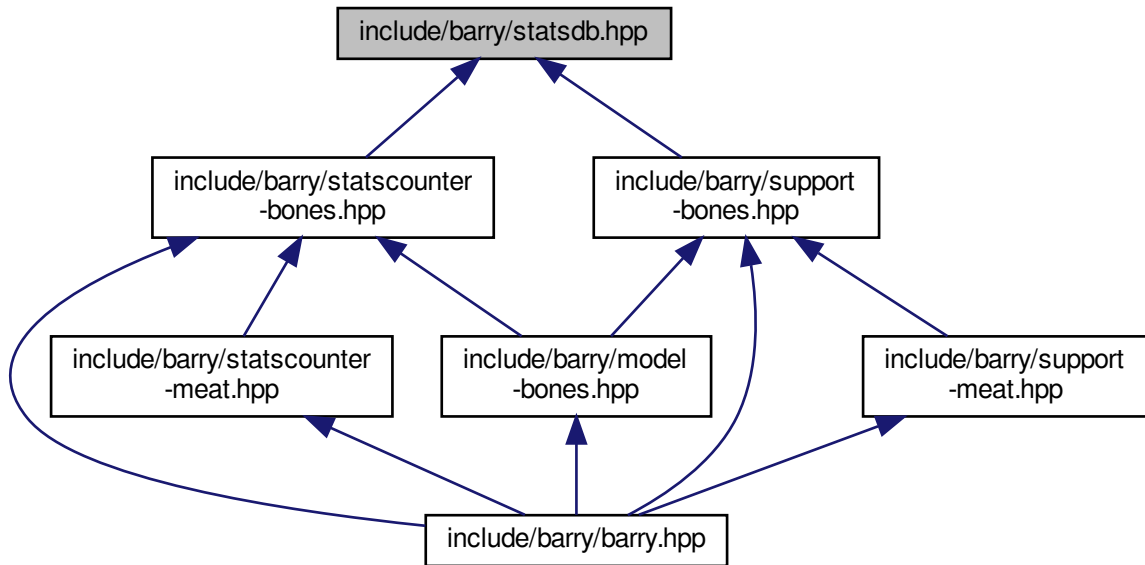 include/barry/statsdb.hpp
include/barry/statscounter
-bones.hpp
include/barry/support
-bones.hpp
include/barry/statscounter
-meat.hpp
include/barry/model
-bones.hpp
include/barry/support
-meat.hpp
include/barry/barry.hpp